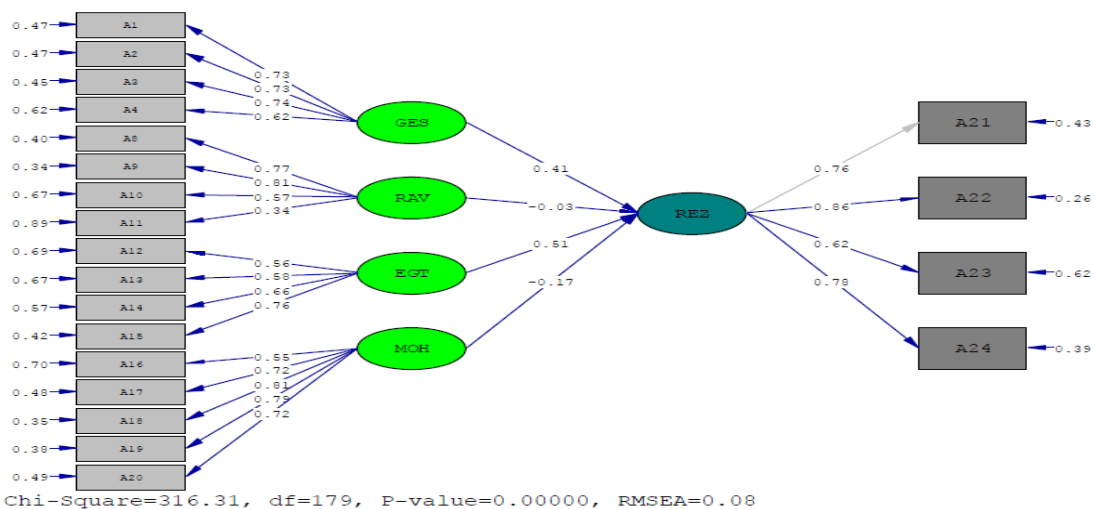 0.47 A1
0.47 A2
0.45 A3
0.62 A4
0.40 A8
0.34 A9
0.67 A10
0.89 A11
0.69 A12
0.67 A13
0.57 A14
0.42 A15
0.70 A16
0.48 A17
0.35 A18
0.38 A19
0.49 A20
0.73
0.73
0.74
0.62
0.77
0.81
0.57
0.34
0.56
0.58
0.66
0.76
0.55
0.72
0.81
0.79
0.72
GES
RAV
EGT
MOH
0.41
-0.03
0.51
-0.17
REZ
0.76
0.86
0.62
0.78
A21 0.43
A22 0.26
A23 0.62
A24 0.39
Chi-Square=316.31, df=179, P-value=0.00000, RMSEA=0.08